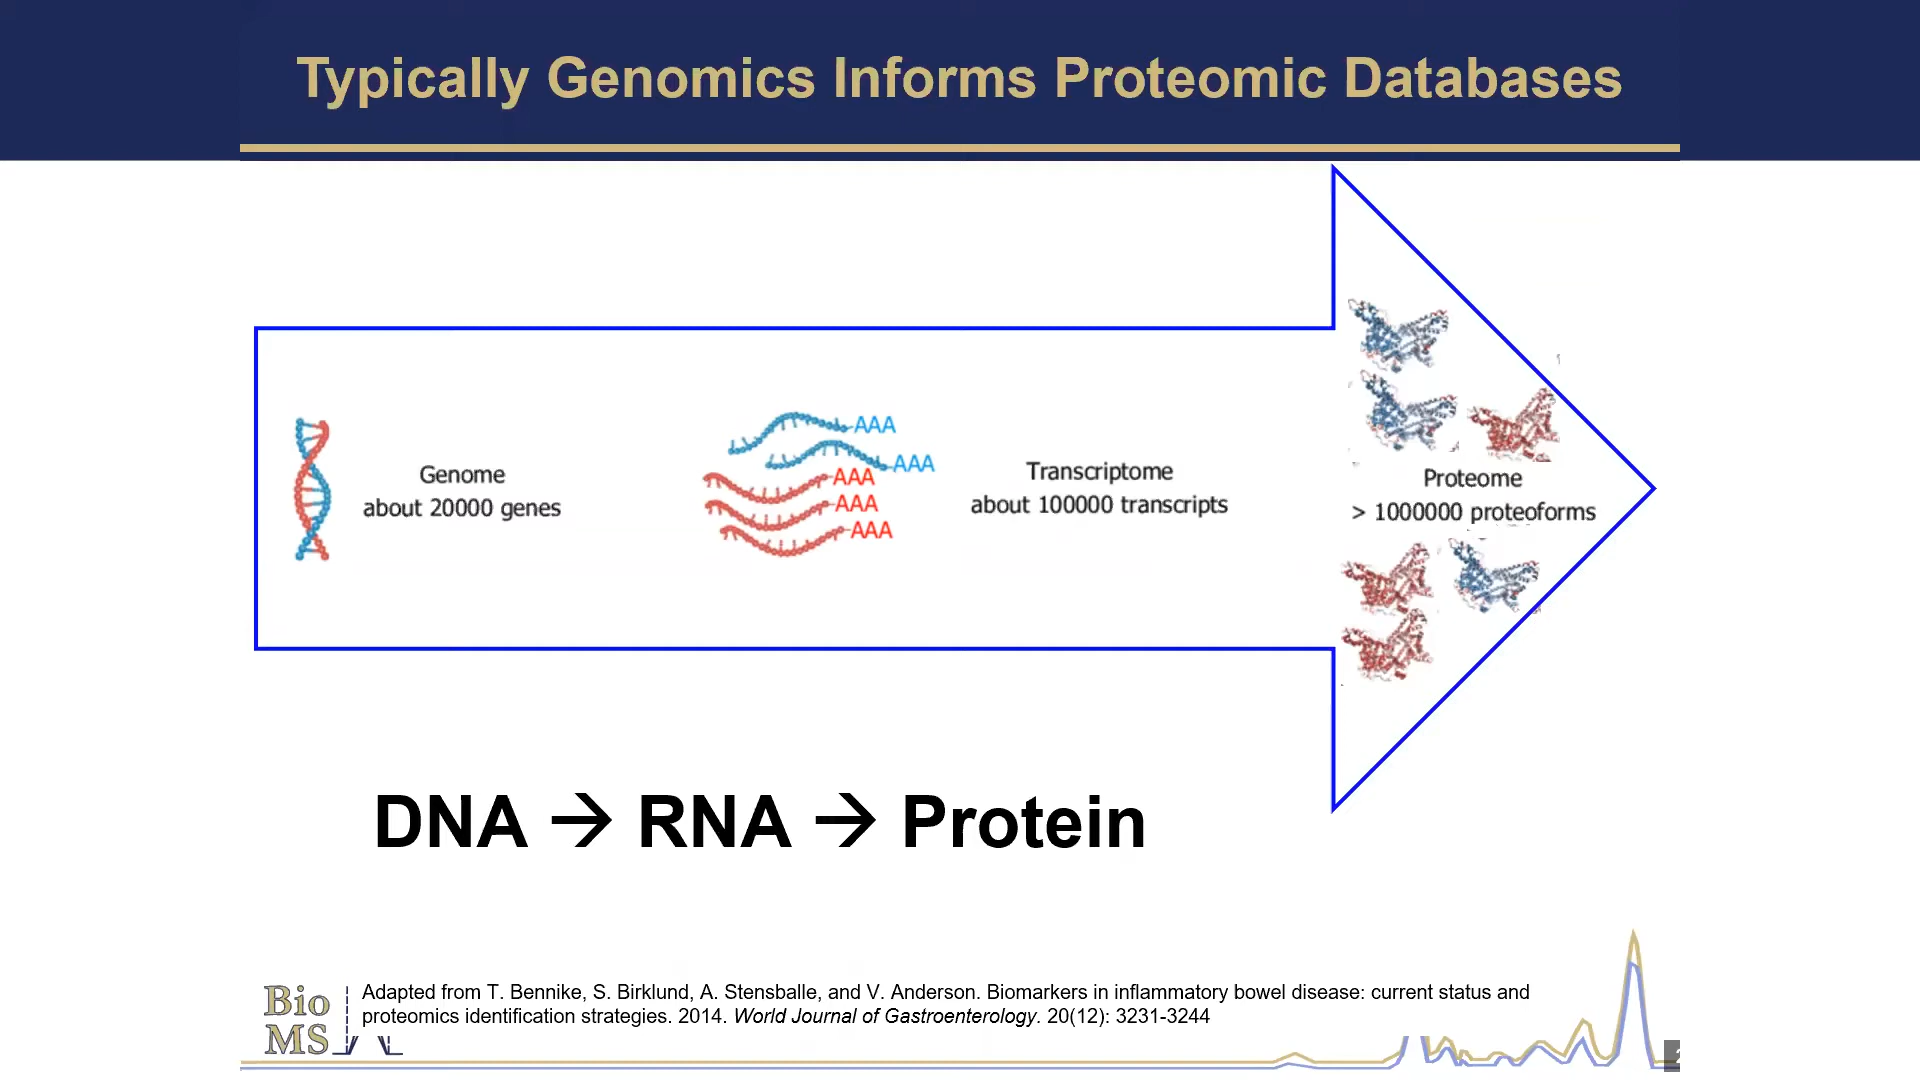 Typically Genomics Informs Proteomic Databases
Genome
about 20000 genes
AAA
AAA
AAA
AAA
AAA
Transcriptome
about 100000 transcripts
Proteome
> 1000000 proteoforms
DNA → RNA → Protein
Bio
MS
Adapted from T. Bennike, S. Birklund, A. Stensballe, and V. Anderson. Biomarkers in inflammatory bowel disease: current status and
proteomics identification strategies. 2014. World Journal of Gastroenterology. 20(12): 3231-3244